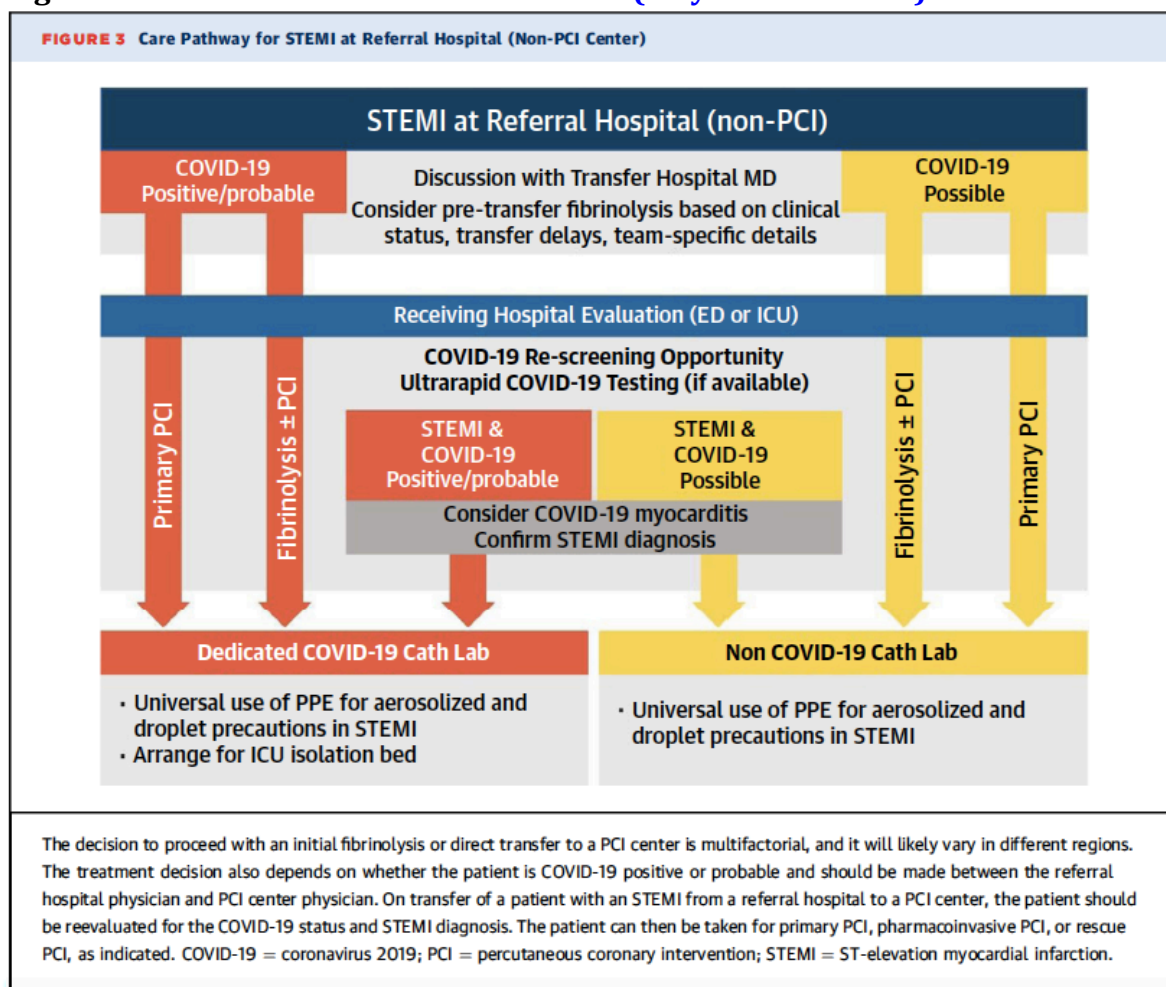 FIGURE 3 Care Pathway for STEMI at Referral Hospital (Non-PCI Center)
STEMI at Referral Hospital (non-PCI)
COVID-19
Positive/probable
Discussion with Transfer Hospital MD
Consider pre-transfer fibrinolysis based on clinical
status, transfer delays, team-specific details
COVID-19
Possible
Receiving Hospital Evaluation (ED or ICU)
COVID-19 Re-screening Opportunity
Ultrarapid COVID-19 Testing (if available)
Primary PCI
Fibrinolysis ± PCI
STEMI &
COVID-19
Positive/probable
STEMI &
COVID-19
Possible
Consider COVID-19 myocarditis
Confirm STEMI diagnosis
Fibrinolysis ± PCI
Primary PCI
Dedicated COVID-19 Cath Lab
· Universal use of PPE for aerosolized and
droplet precautions in STEMI
· Arrange for ICU isolation bed
Non COVID-19 Cath Lab
· Universal use of PPE for aerosolized and
droplet precautions in STEMI
The decision to proceed with an initial fibrinolysis or direct transfer to a PCI center is multifactorial, and it will likely vary in different regions.
The treatment decision also depends on whether the patient is COVID-19 positive or probable and should be made between the referral
hospital physician and PCI center physician. On transfer of a patient with an STEMI from a referral hospital to a PCI center, the patient should
be reevaluated for the COVID-19 status and STEMI diagnosis. The patient can then be taken for primary PCI, pharmacoinvasive PCI, or rescue
PCI, as indicated. COVID-19 = coronavirus 2019; PCI = percutaneous coronary intervention; STEMI = ST-elevation myocardial infarction.